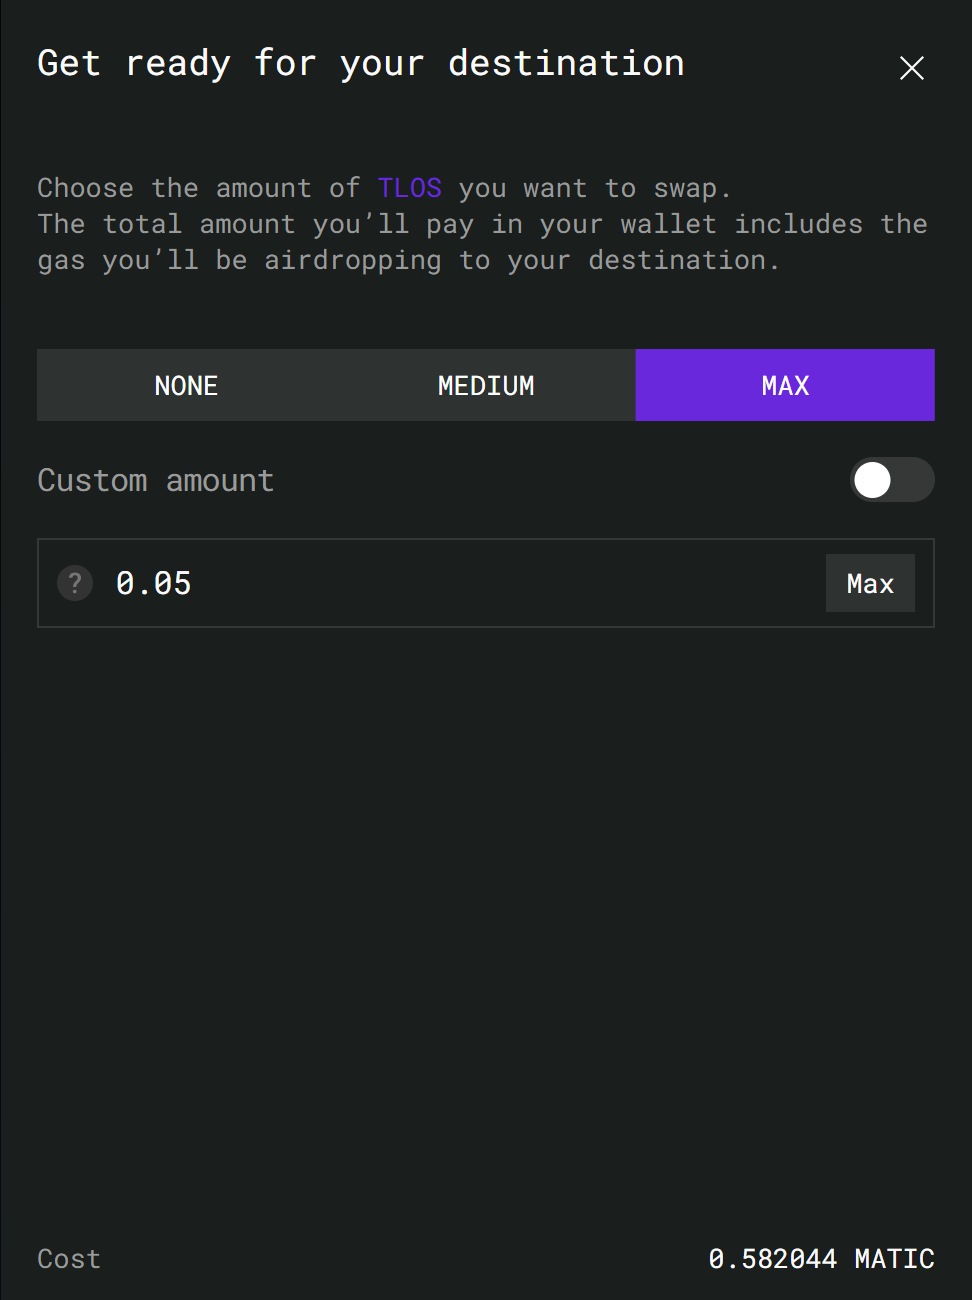 Get ready for your destination
Choose the amount of TLOS you want to swap.
The total amount you’ll pay in your wallet includes the
gas you’ll be airdropping to your destination.
NONE MEDIUM MAX
Custom amount
? 0.05 Max
Cost 0.582044 MATIC